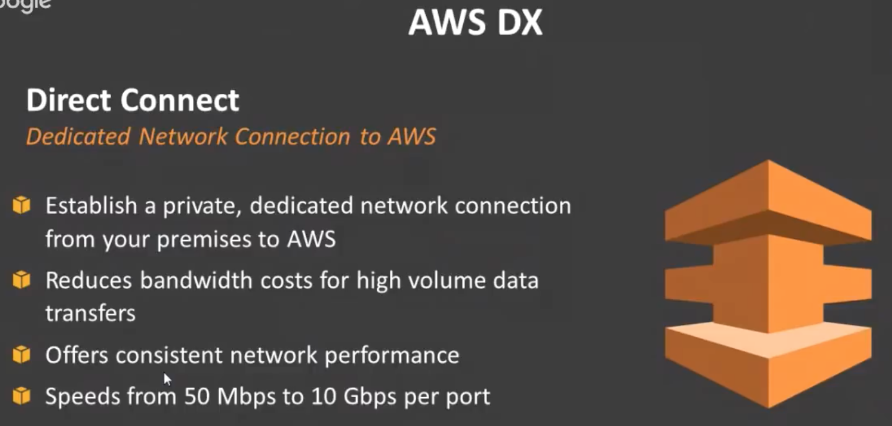 AWS DX
Direct Connect
Dedicated Network Connection to AWS
Establish a private, dedicated network connection
from your premises to AWS
Reduces bandwidth costs for high volume data
transfers
Offers consistent network performance
Speeds from 50 Mbps to 10 Gbps per port